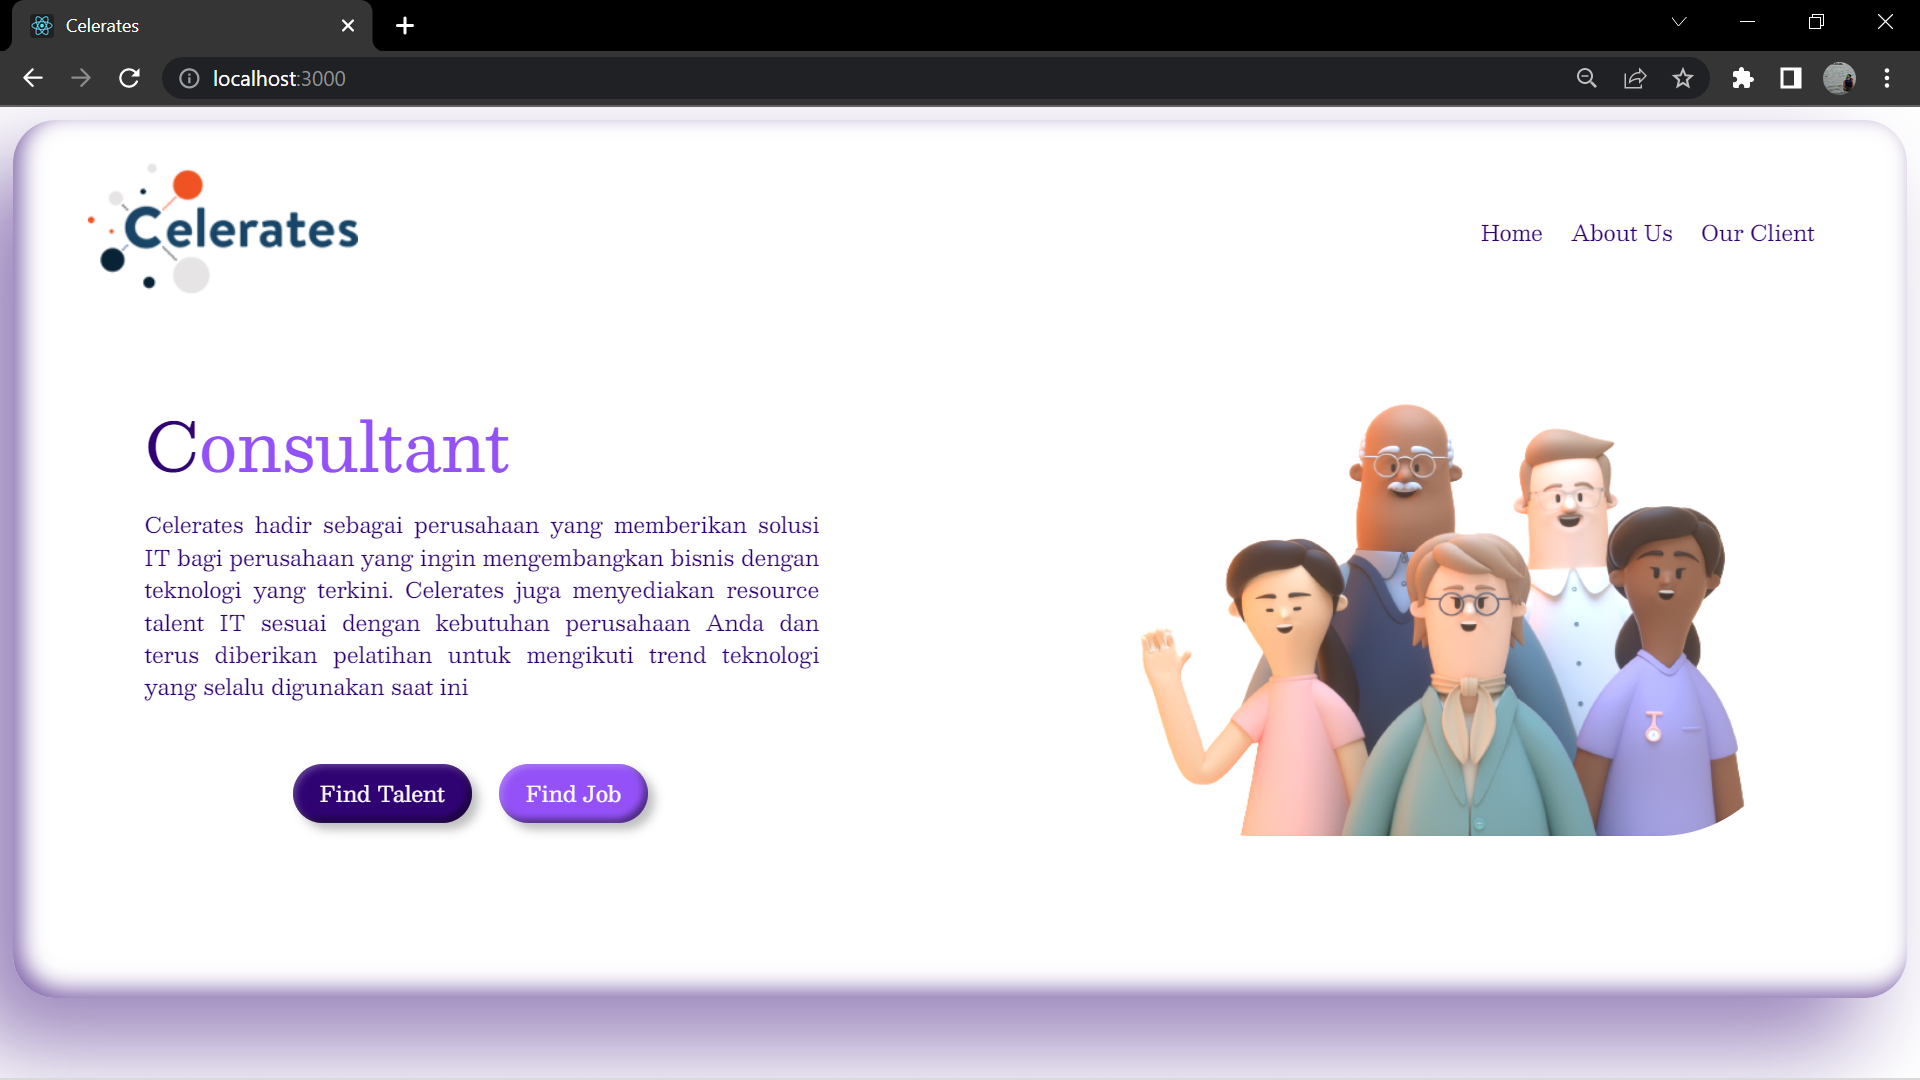 Celerates
localhost:3000
Celerates
Home About Us Our Client
Consultant
Celerates hadir sebagai perusahaan yang memberikan solusi
IT bagi perusahaan yang ingin mengembangkan bisnis dengan
teknologi yang terkini. Celerates juga menyediakan resource
talent IT sesuai dengan kebutuhan perusahaan Anda dan
terus diberikan pelatihan untuk mengikuti trend teknologi
yang selalu digunakan saat ini
Find Talent Find Job